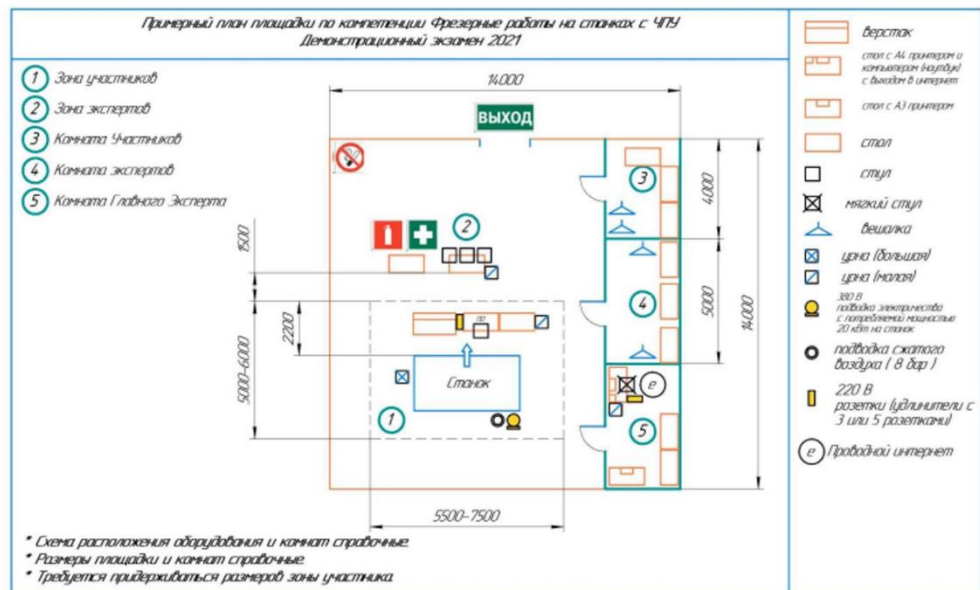 Примерный план площадки по компетенции Фрезерные работы на станках с ЧПУ
Демонстрационный экзамен 2021
1 Зона участников
2 Зона экспертов
3 Комната Участников
4 Комната экспертов
5 Комната Главного Эксперта
14000
ВЫХОД
3
4000
2
1500
14000
5000
4
2200
5000-6000
ПО
Станок
1
е
5
5500-7500
* Схема расположения оборудования и комнат справочные.
* Размеры площадки и комнат справочные.
* Требуется придерживаться размеров зоны участника.
верстак
стол с А4 принтером и
компьютером (ноутбук)
с выходом в интернет
стол с А3 принтером
стол
стул
мягкий стул
вешалка
урна (большая)
урна (малая)
380 В
подводка электричества
с потребляемой мощностью
20 кВт на станок
подводка сжатого
воздуха ( 8 бар )
220 В
розетки (удлинители с
3 или 5 розетками)
е Проводной интернет